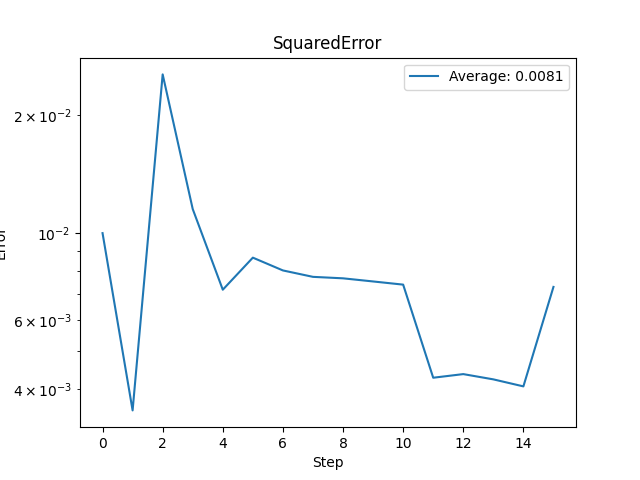 SquaredError
Average: 0.0081
2 × 10⁻²
10⁻²
6 × 10⁻³
4 × 10⁻³
Error
0 2 4 6 8 10 12 14
Step